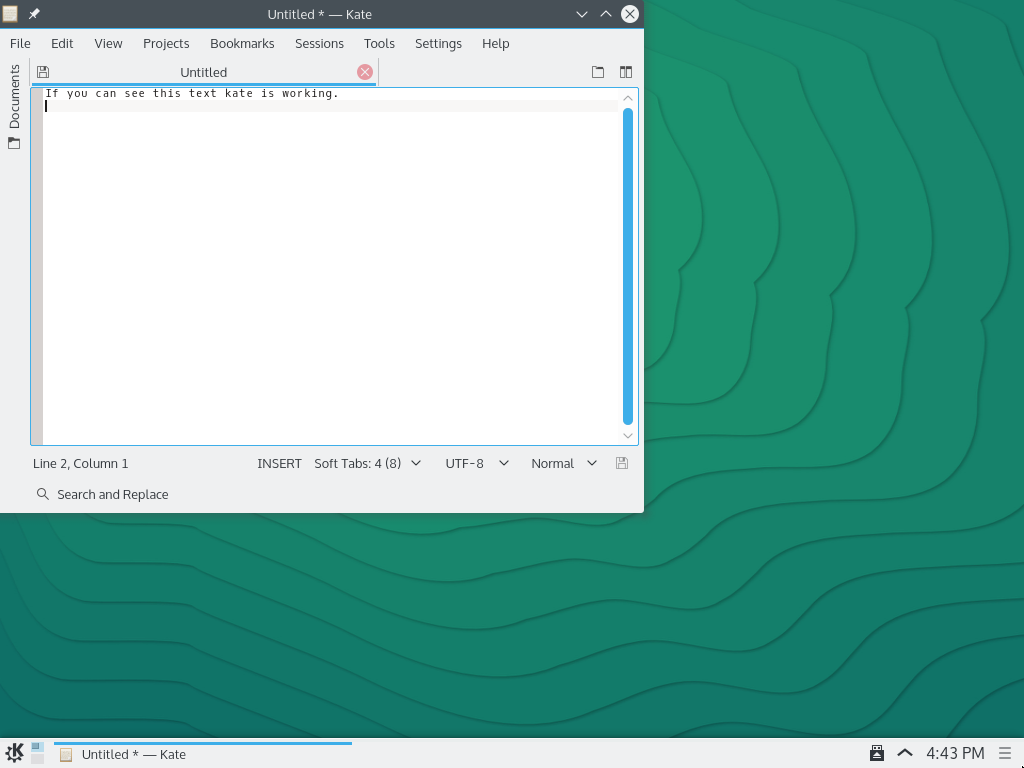 Untitled * — Kate
File Edit View Projects Bookmarks Sessions Tools Settings Help
Untitled
Documents
If you can see this text kate is working.
Line 2, Column 1 INSERT Soft Tabs: 4 (8) UTF-8 Normal
Search and Replace
Untitled * — Kate 4:43 PM